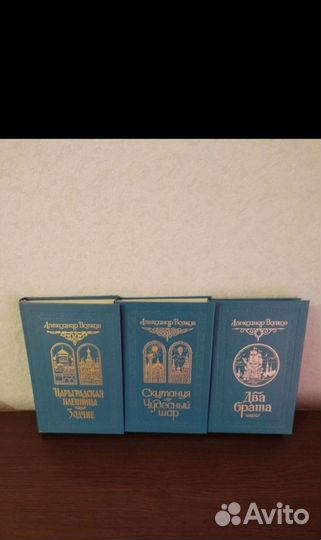 Александр Волков
Царьградская
пленница
Зодчие
Александр Волков
Скитания
Чудесный
шар
Александр Волков
Два
брата
Avito